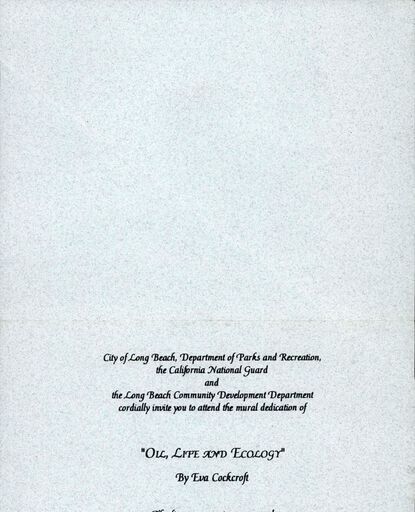 City of Long Beach, Department of Parks and Recreation,
the California National Guard
and
the Long Beach Community Development Department
cordially invite you to attend the mural dedication of
"Oil, Life and Ecology"
By Eva Cockcroft